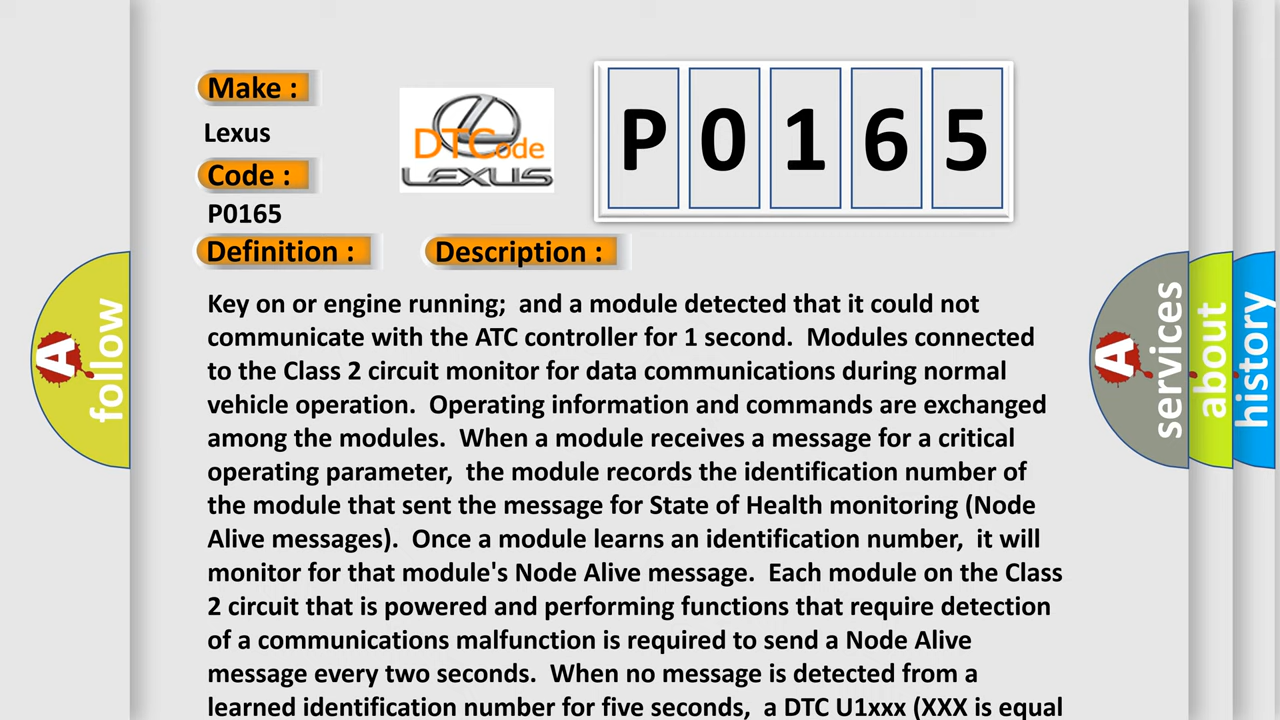 Make :
Lexus
Code :
P0165
Definition :
Description :
DTCode
LEXUS
P0165
Key on or engine running;  and a module detected that it could not
communicate with the ATC controller for 1 second.  Modules connected
to the Class 2 circuit monitor for data communications during normal
vehicle operation.  Operating information and commands are exchanged
among the modules.  When a module receives a message for a critical
operating parameter,  the module records the identification number of
the module that sent the message for State of Health monitoring (Node
Alive messages).  Once a module learns an identification number,  it will
monitor for that module's Node Alive message.  Each module on the Class
2 circuit that is powered and performing functions that require detection
of a communications malfunction is required to send a Node Alive
message every two seconds.  When no message is detected from a
learned identification number for five seconds,  a DTC U1xxx (XXX is equal
A
follow
A
services
about
history